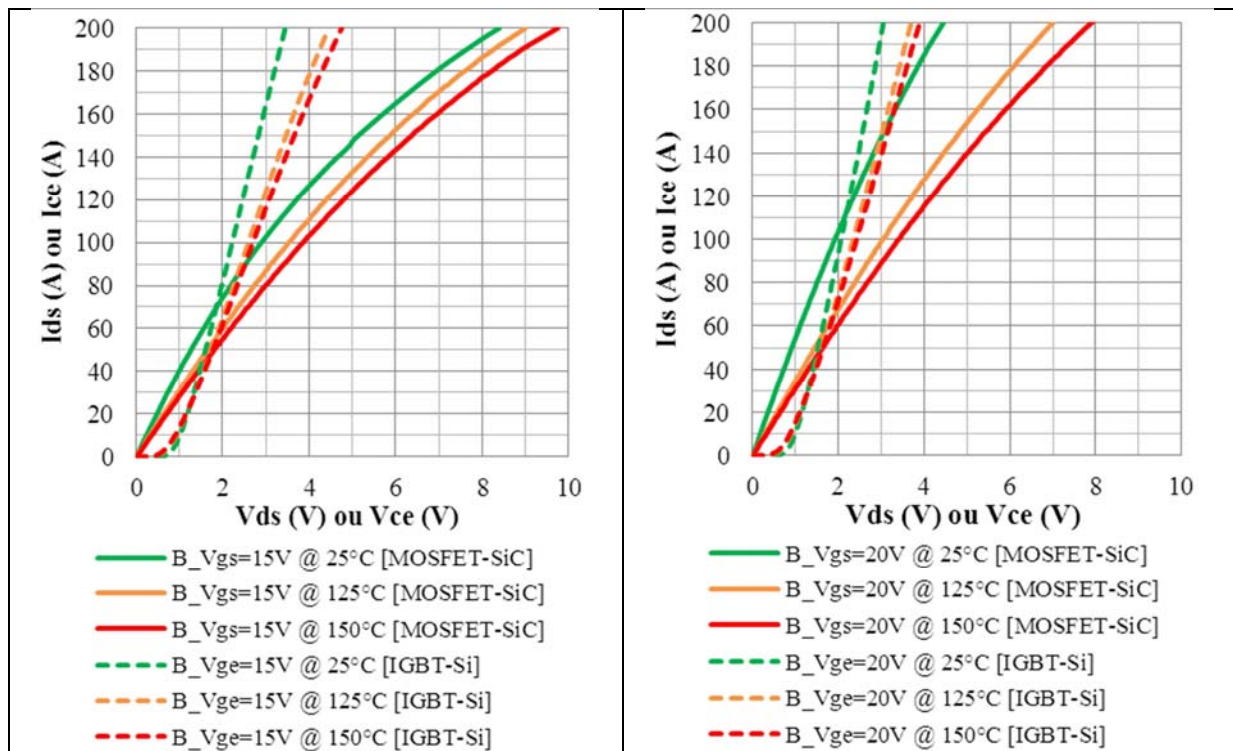 200
180
160
140
120
100
80
60
40
20
0
Ids (A) ou Ice (A)
0 2 4 6 8 10
Vds (V) ou Vce (V)
B_Vgs=15V @ 25°C [MOSFET-SiC]
B_Vgs=15V @ 125°C [MOSFET-SiC]
B_Vgs=15V @ 150°C [MOSFET-SiC]
B_Vge=15V @ 25°C [IGBT-Si]
B_Vge=15V @ 125°C [IGBT-Si]
B_Vge=15V @ 150°C [IGBT-Si]
200
180
160
140
120
100
80
60
40
20
0
Ids (A) ou Ice (A)
0 2 4 6 8 10
Vds (V) ou Vce (V)
B_Vgs=20V @ 25°C [MOSFET-SiC]
B_Vgs=20V @ 125°C [MOSFET-SiC]
B_Vgs=20V @ 150°C [MOSFET-SiC]
B_Vge=20V @ 25°C [IGBT-Si]
B_Vge=20V @ 125°C [IGBT-Si]
B_Vge=20V @ 150°C [IGBT-Si]